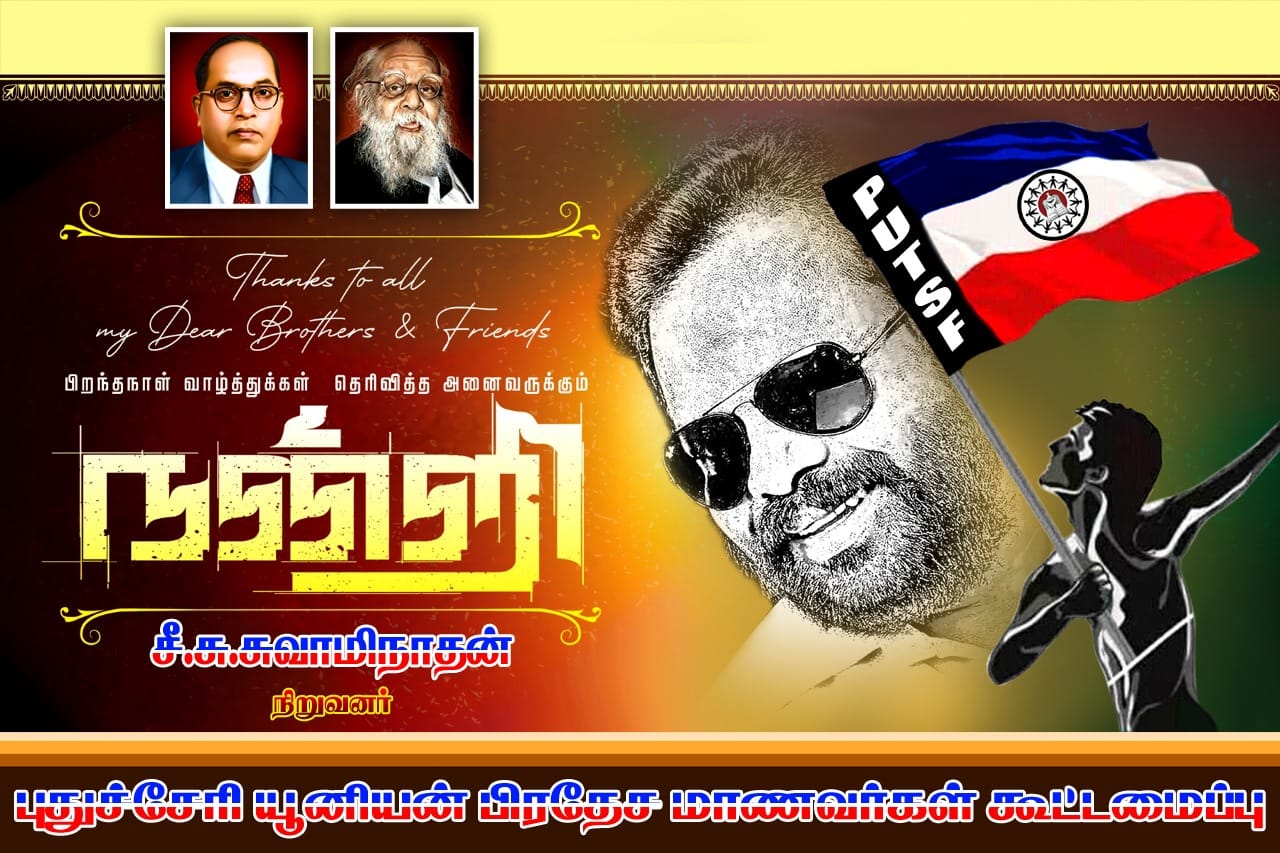 Thanks to all
my Dear Brothers & Friends
பிறந்தநாள் வாழ்த்துக்கள் தெரிவித்த அனைவருக்கும்
நன்றி
சீ.சு.சுவாமிநாதன்
நிறுவனர்
PUTSF
புதுச்சேரி யூனியன் பிரதேச மாணவர்கள் கூட்டமைப்பு